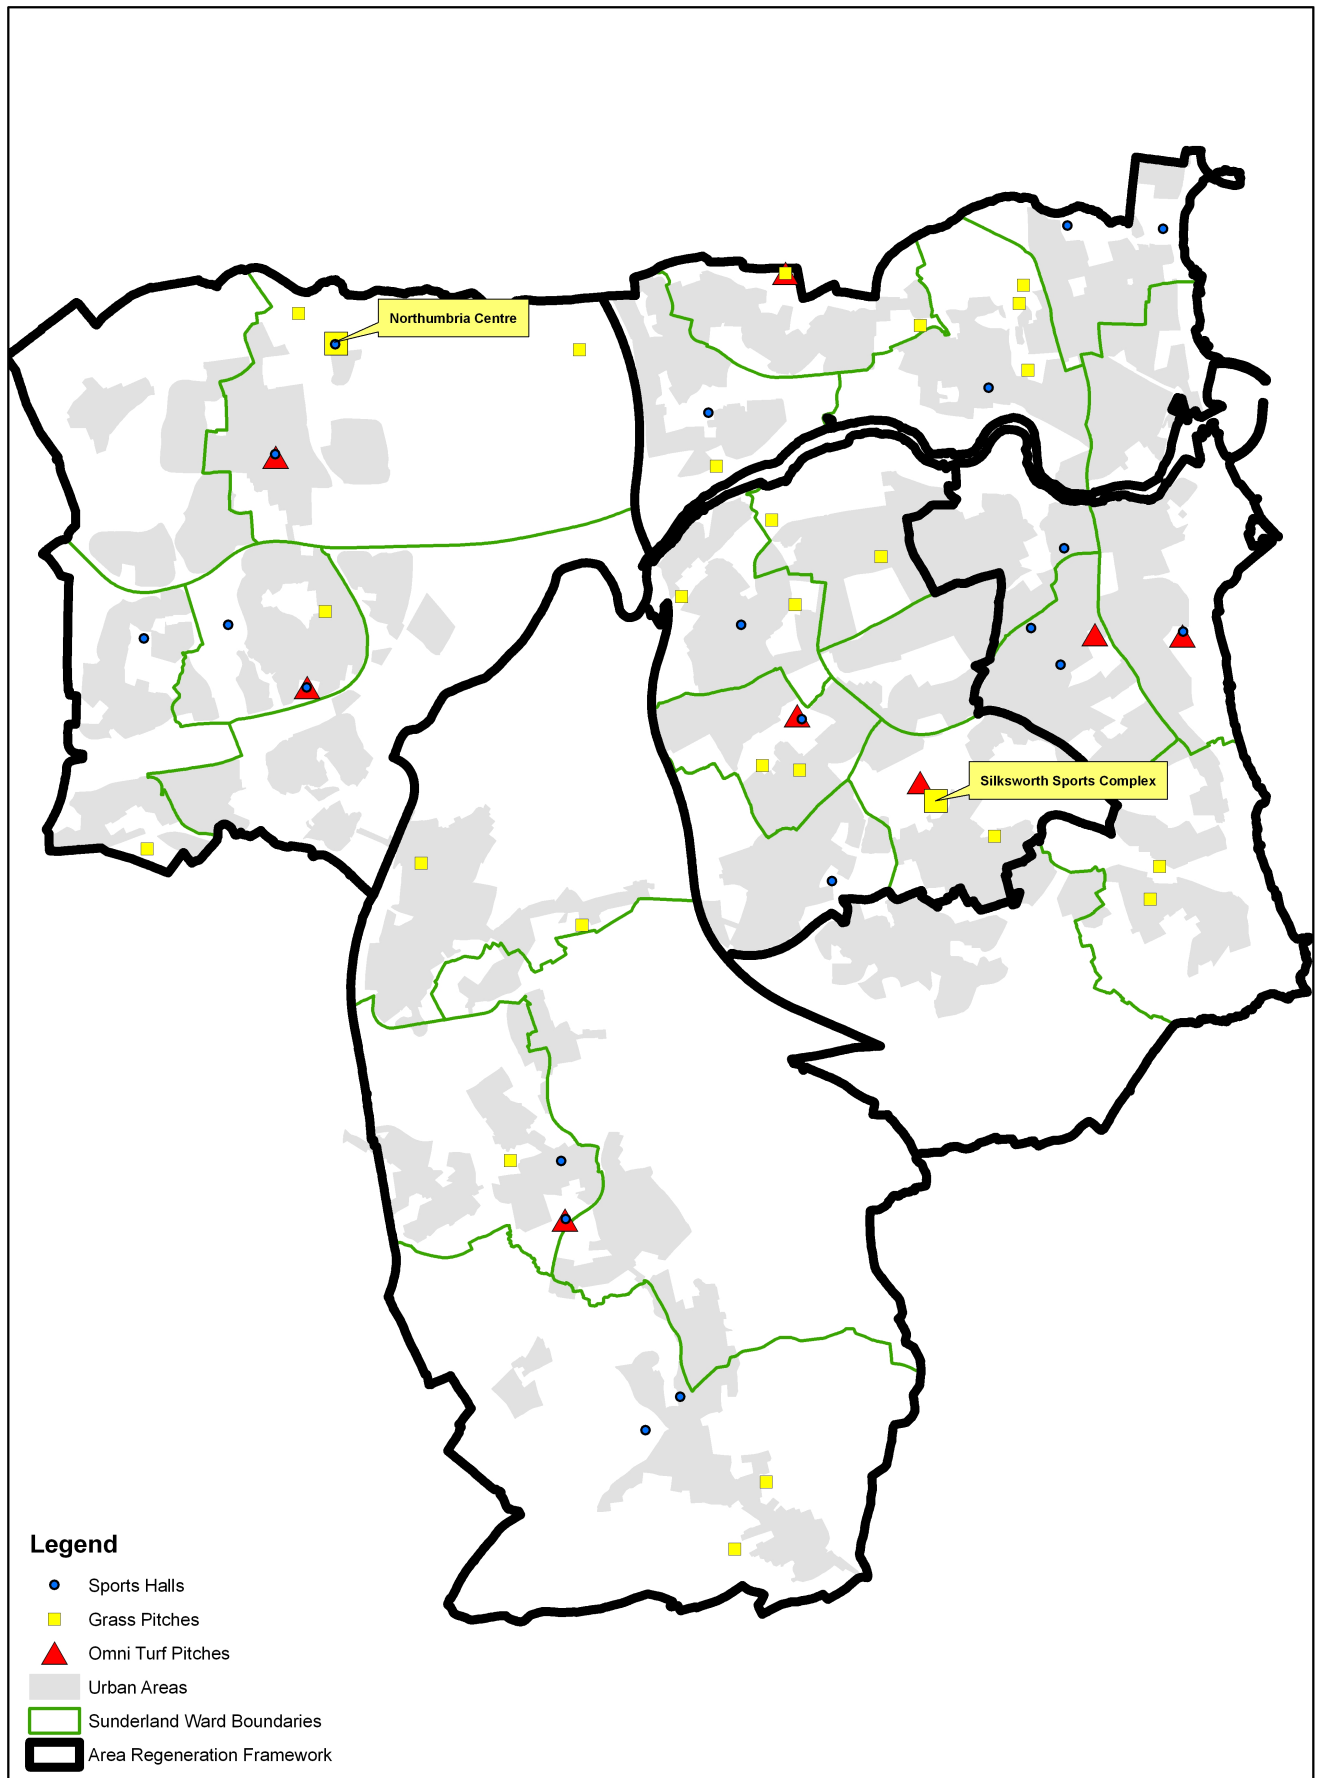 Northumbria Centre
Silksworth Sports Complex
Legend
Sports Halls
Grass Pitches
Omni Turf Pitches
Urban Areas
Sunderland Ward Boundaries
Area Regeneration Framework